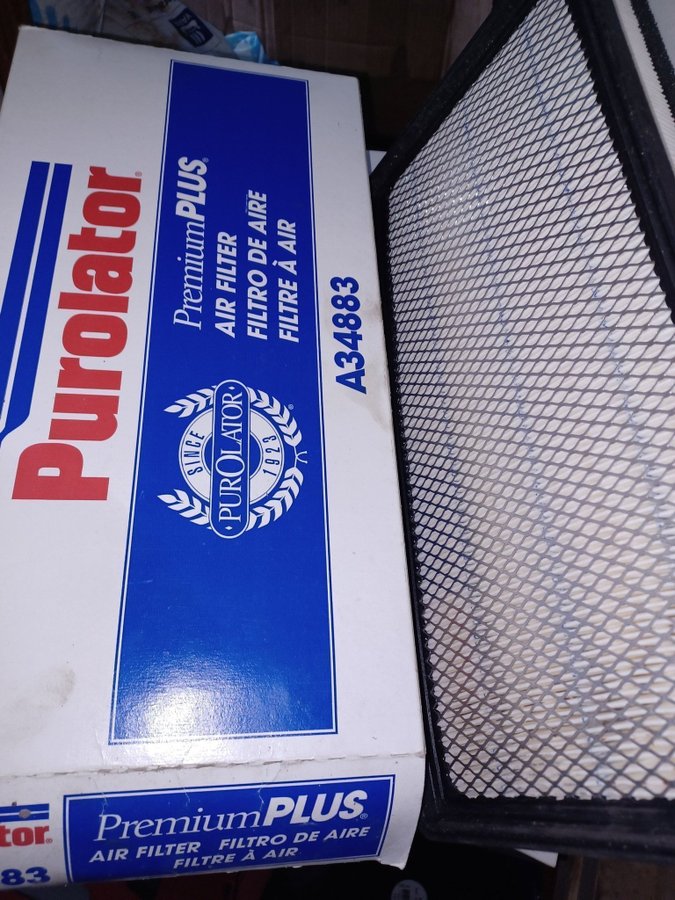 Purolator®
PremiumPLUS®
AIR FILTER
FILTRO DE AIRE
FILTRE À AIR
SINCE 1923
PUROLATOR
®
A34883
tor®
83
PremiumPLUS®
AIR FILTER FILTRO DE AIRE
FILTRE À AIR